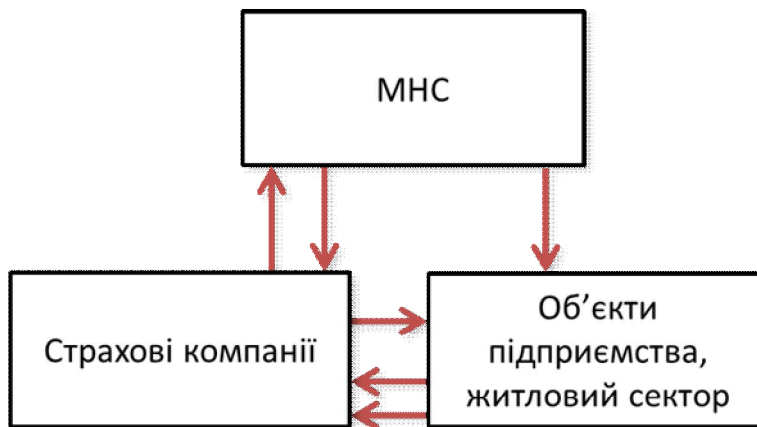 МНС
Страхові компанії
Об’єкти
підприємства,
житловий сектор